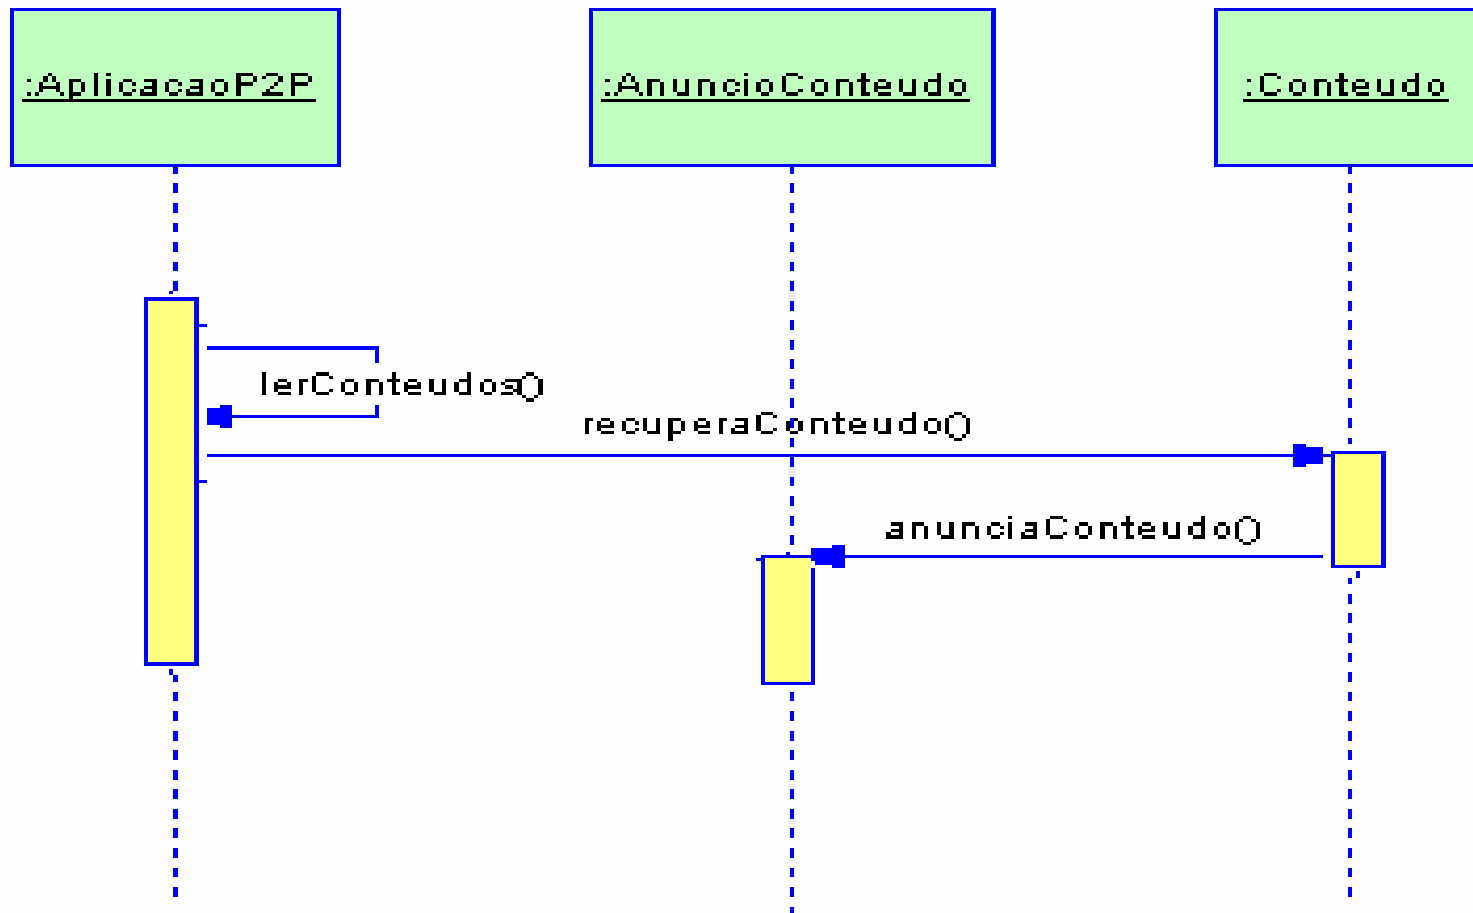 :AplicacaoP2P
:AnuncioConteudo
:Conteudo
lerConteudos()
recuperaConteudo()
anunciaConteudo()